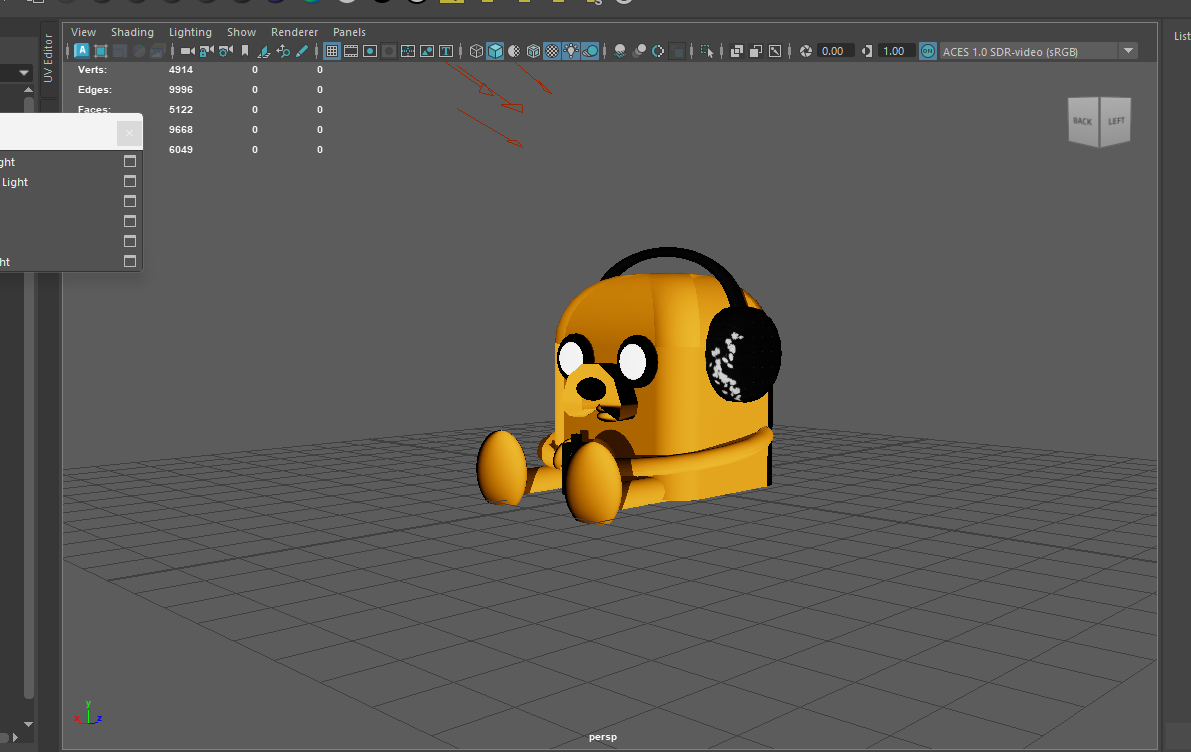 List
UV Editor
View Shading Lighting Show Renderer Panels
A T 0.00 1.00 ON ACES 1.0 SDR-video (sRGB)
Verts: 4914 0 0
Edges: 9996 0 0
Faces: 5122 0 0
9668 0 0
6049 0 0
BACK LEFT
ght
Light
ht
y
x z
persp